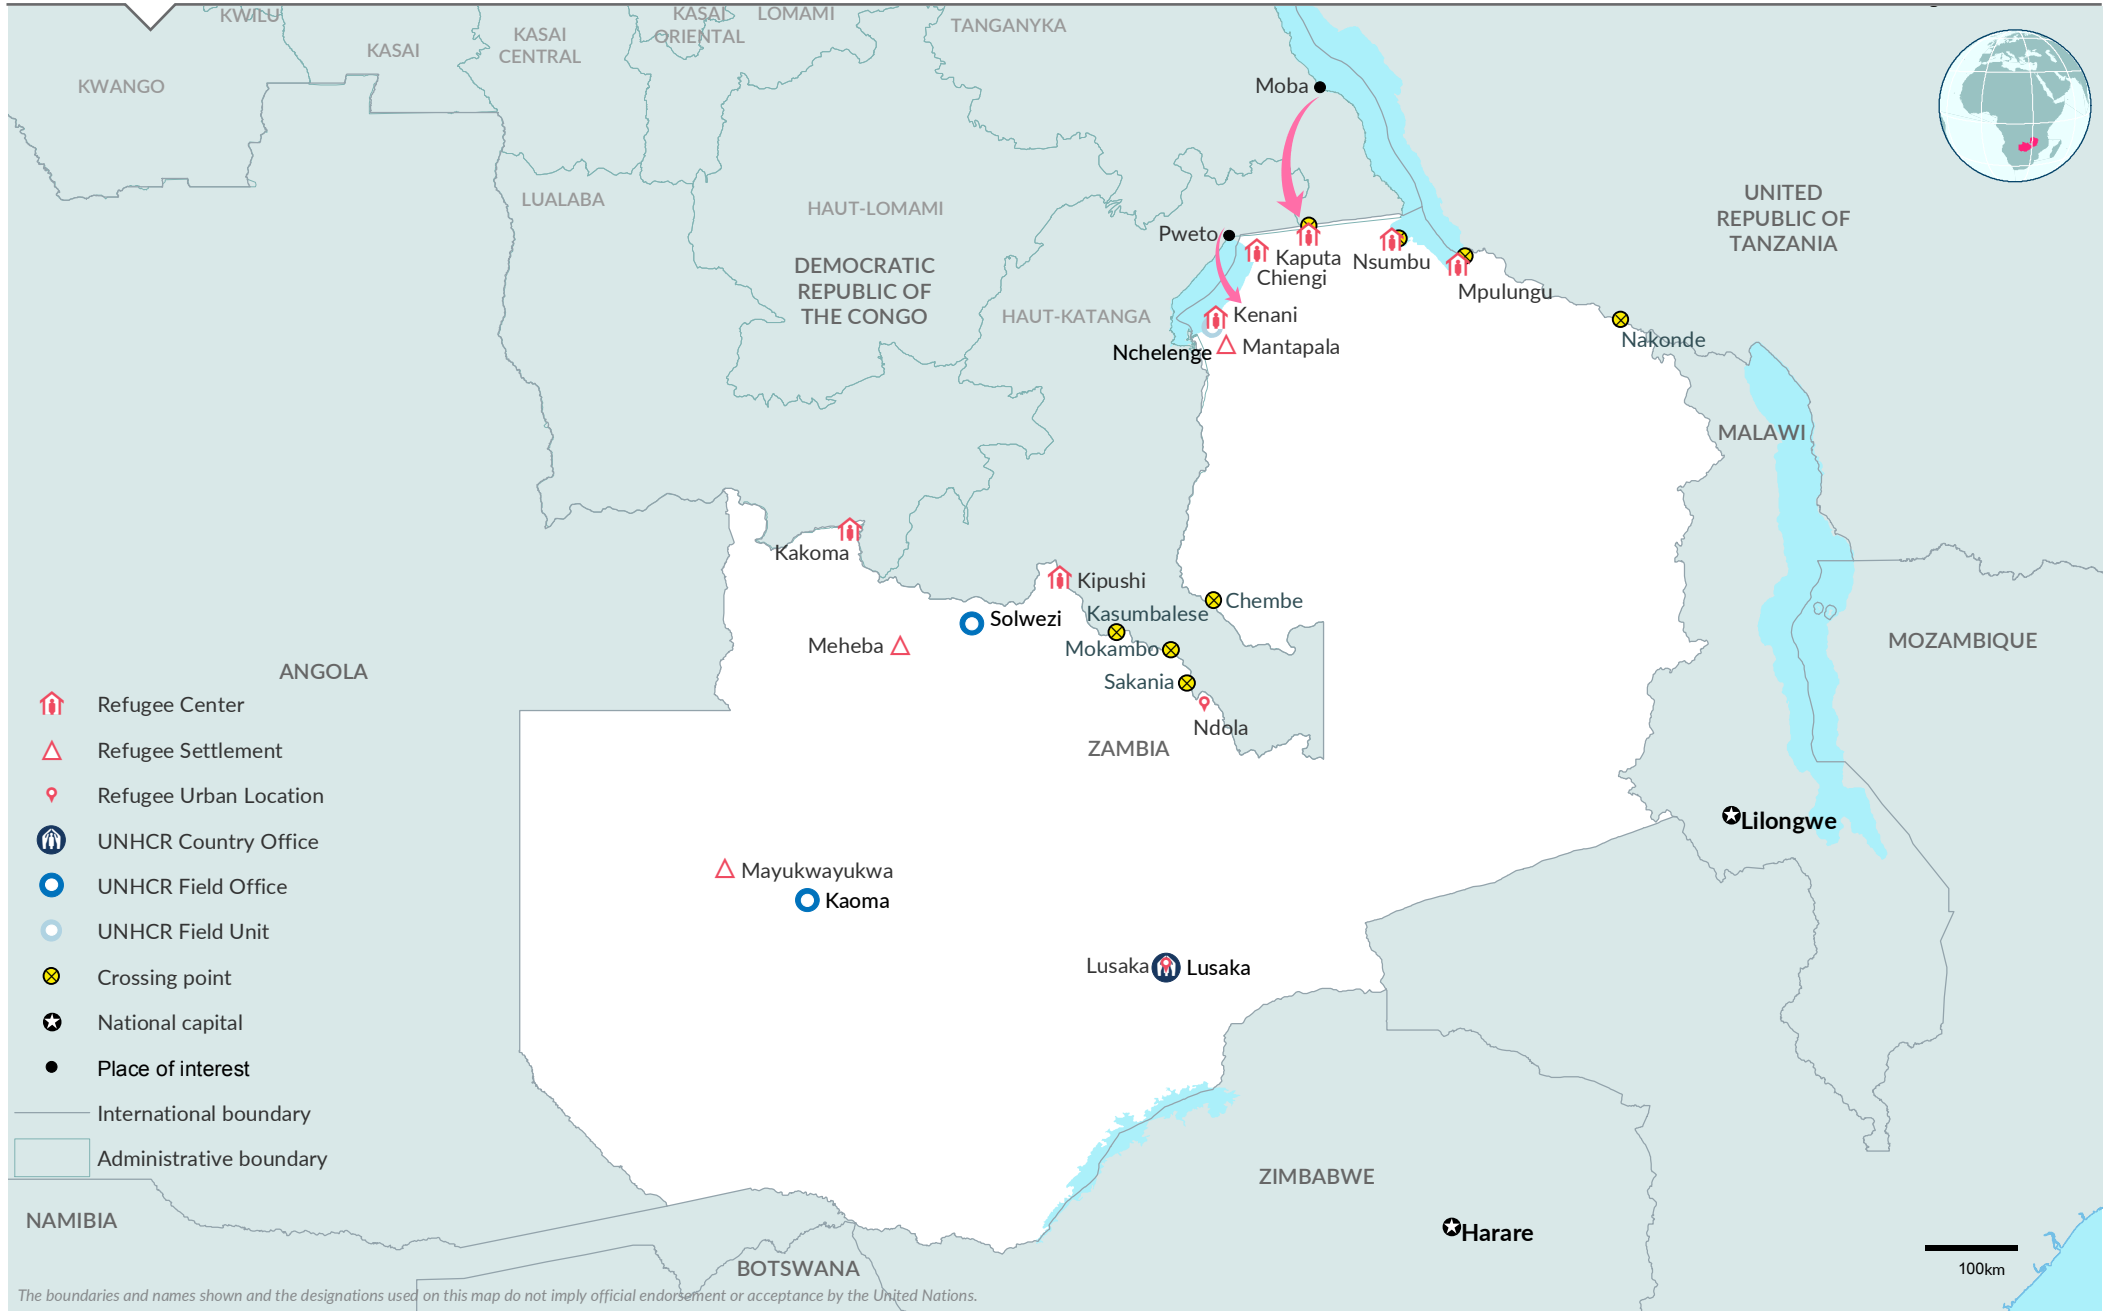 KWILU
KASAI
ORIENTAL
LOMAMI
TANGANYKA
KASAI
KASAI
CENTRAL
KWANGO
Moba
LUALABA
HAUT-LOMAMI
UNITED
REPUBLIC OF
TANZANIA
Pweto
Kaputa
Chiengi
Nsumbu
Mpulungu
DEMOCRATIC
REPUBLIC OF
THE CONGO
HAUT-KATANGA
Kenani
Nchelenge
Mantapala
Nakonde
MALAWI
Kakoma
Kipushi
Chembe
Kasumbalese
Solwezi
Meheba
Mokambo
MOZAMBIQUE
Sakania
Ndola
ZAMBIA
ANGOLA
Refugee Center
Refugee Settlement
Refugee Urban Location
UNHCR Country Office
UNHCR Field Office
UNHCR Field Unit
Crossing point
National capital
Place of interest
International boundary
Administrative boundary
Lilongwe
Mayukwayukwa
Kaoma
Lusaka
Lusaka
ZIMBABWE
NAMIBIA
Harare
BOTSWANA
100km
The boundaries and names shown and the designations used on this map do not imply official endorsement or acceptance by the United Nations.